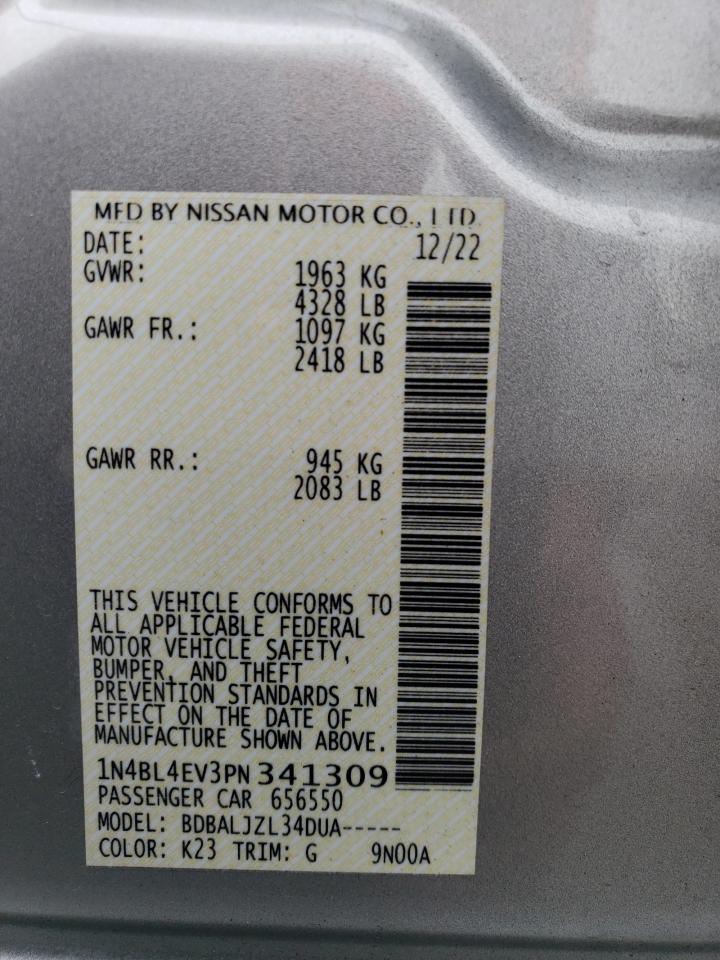 MFD BY NISSAN MOTOR CO., LTD.
DATE: 12/22
GVWR: 1963 KG
4328 LB
GAWR FR.: 1097 KG
2418 LB
GAWR RR.: 945 KG
2083 LB
THIS VEHICLE CONFORMS TO
ALL APPLICABLE FEDERAL
MOTOR VEHICLE SAFETY,
BUMPER, AND THEFT
PREVENTION STANDARDS IN
EFFECT ON THE DATE OF
MANUFACTURE SHOWN ABOVE.
1N4BL4EV3PN341309
PASSENGER CAR 656550
MODEL: BDBALJZL34DUA-----
COLOR: K23 TRIM: G 9N00A